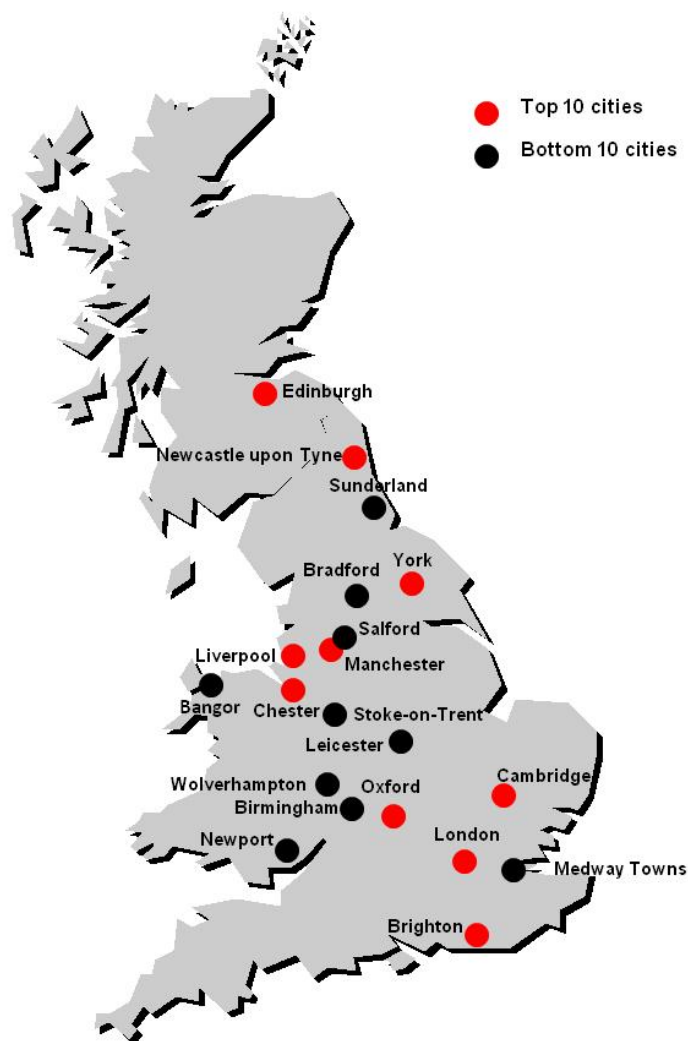 Top 10 cities
Bottom 10 cities
Edinburgh
Newcastle upon Tyne
Sunderland
York
Bradford
Salford
Liverpool
Manchester
Bangor
Chester
Stoke-on-Trent
Leicester
Wolverhampton
Oxford
Cambridge
Birmingham
Newport
London
Medway Towns
Brighton